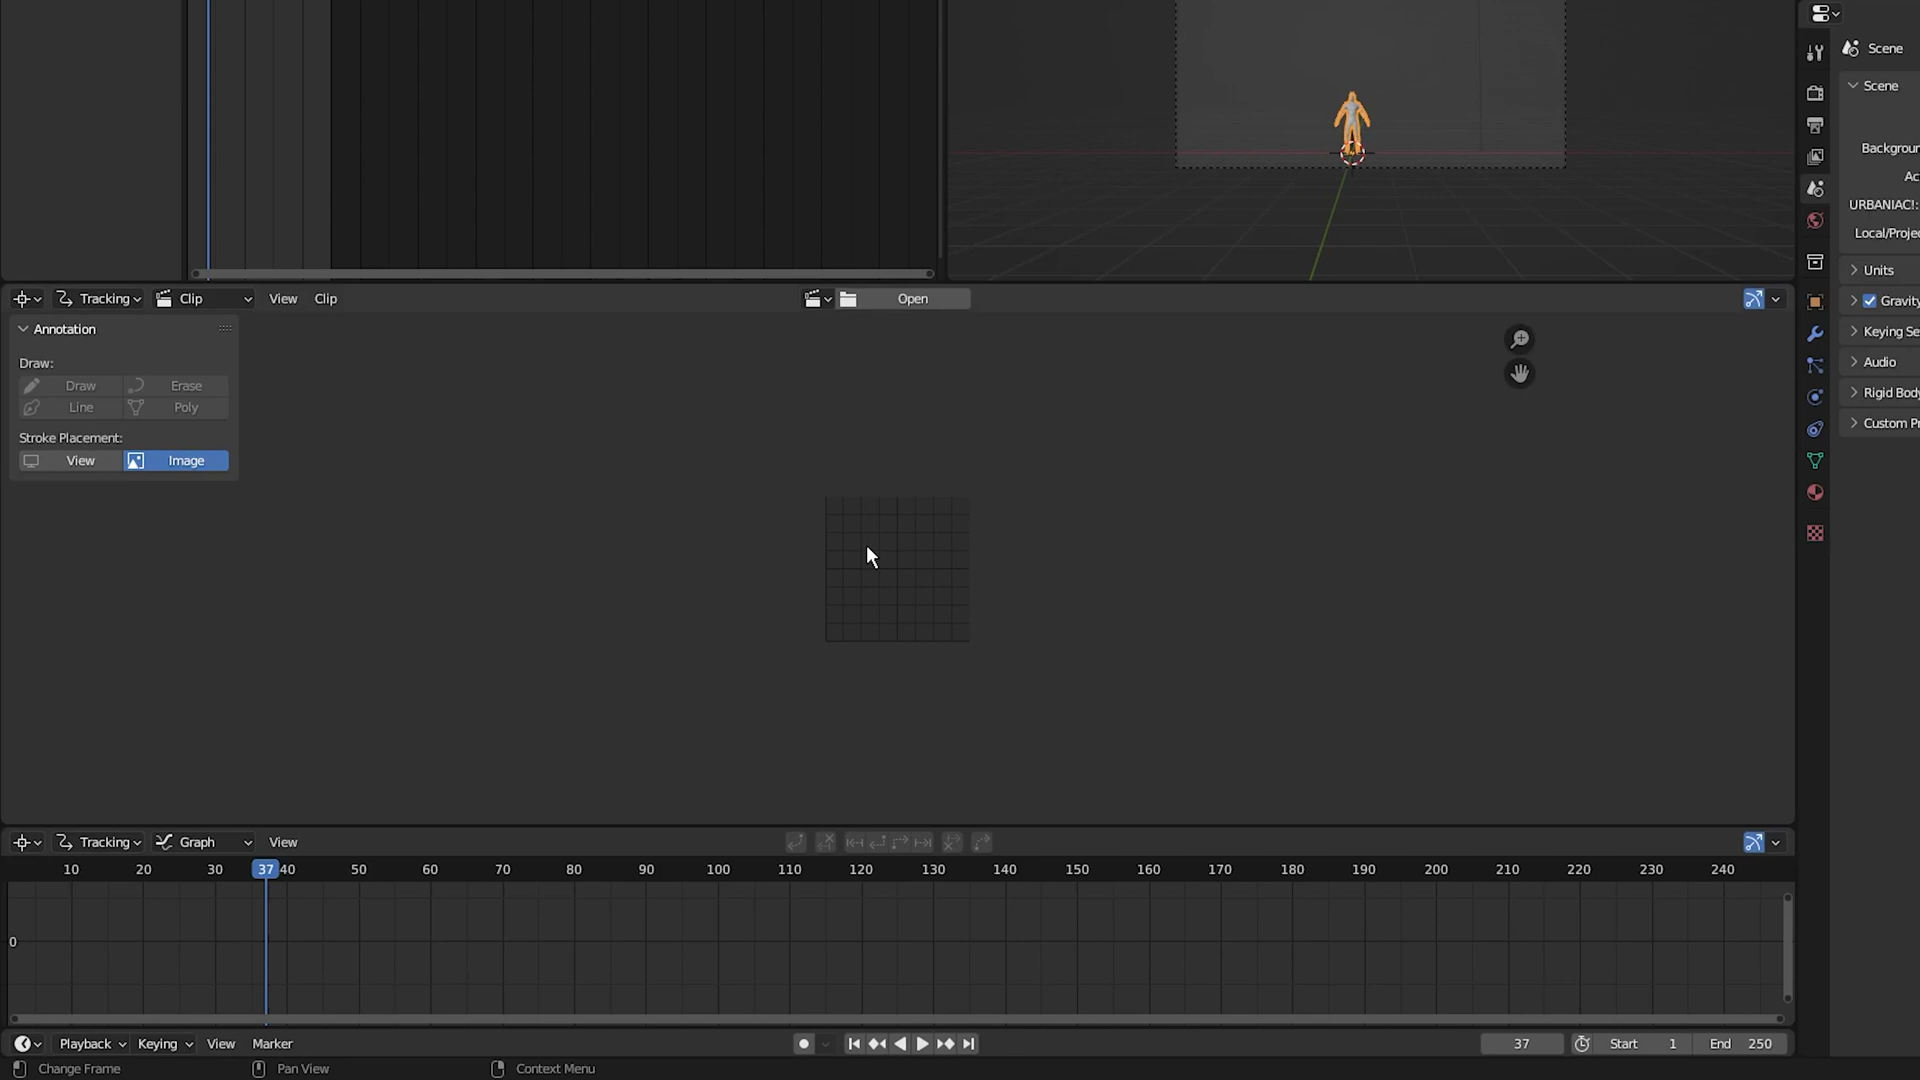 Scene
Scene
Backgroun
Ac
URBANIAC!:
Local/Projec
Units
Gravity
Keying Se
Audio
Rigid Body
Custom Pr
Tracking Clip View Clip Open
Annotation
Draw:
Draw Erase
Line Poly
Stroke Placement:
View Image
Tracking Graph View
10 20 30 37 40 50 60 70 80 90 100 110 120 130 140 150 160 170 180 190 200 210 220 230 240
0
Playback Keying View Marker 37 Start 1 End 250
Change Frame Pan View Context Menu